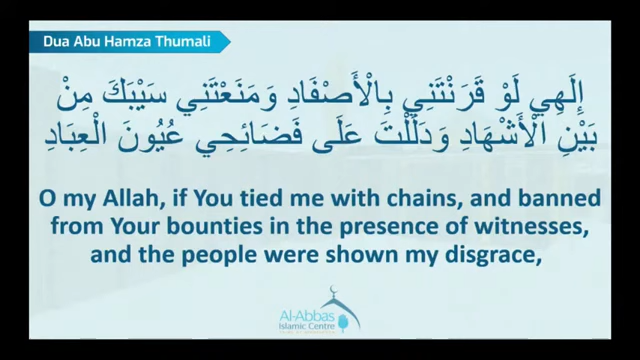 Dua Abu Hamza Thumali
إِلَهِي لَوْ قَرَنْتَنِي بِالْأَصْفَادِ وَمَنَعْتَنِي سَيْبَكَ مِنْ
بَيْنِ الْأَشْهَادِ وَدَلَلْتَ عَلَى فَضَائِحِي عُيُونَ الْعِبَادِ
O my Allah, if You tied me with chains, and banned
from Your bounties in the presence of witnesses,
and the people were shown my disgrace,
Al-Abbas
Islamic Centre